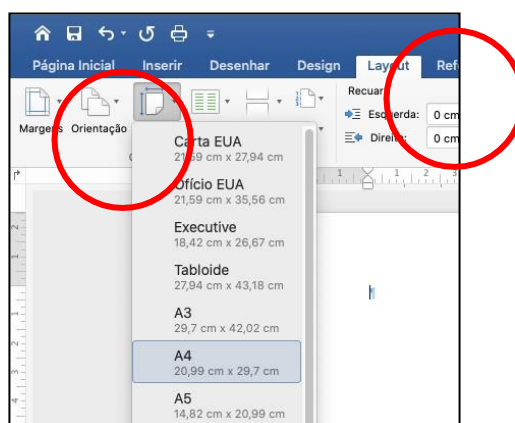 Página Inicial Inserir Desenhar Design Layout Ref
Recuar
Esquerda: 0 cm
Margens Orientação
Direita: 0 cm
Carta EUA
21,59 cm x 27,94 cm
Ofício EUA
21,59 cm x 35,56 cm
Executive
18,42 cm x 26,67 cm
Tabloide
27,94 cm x 43,18 cm
A3
29,7 cm x 42,02 cm
A4
20,99 cm x 29,7 cm
A5
14,82 cm x 20,99 cm